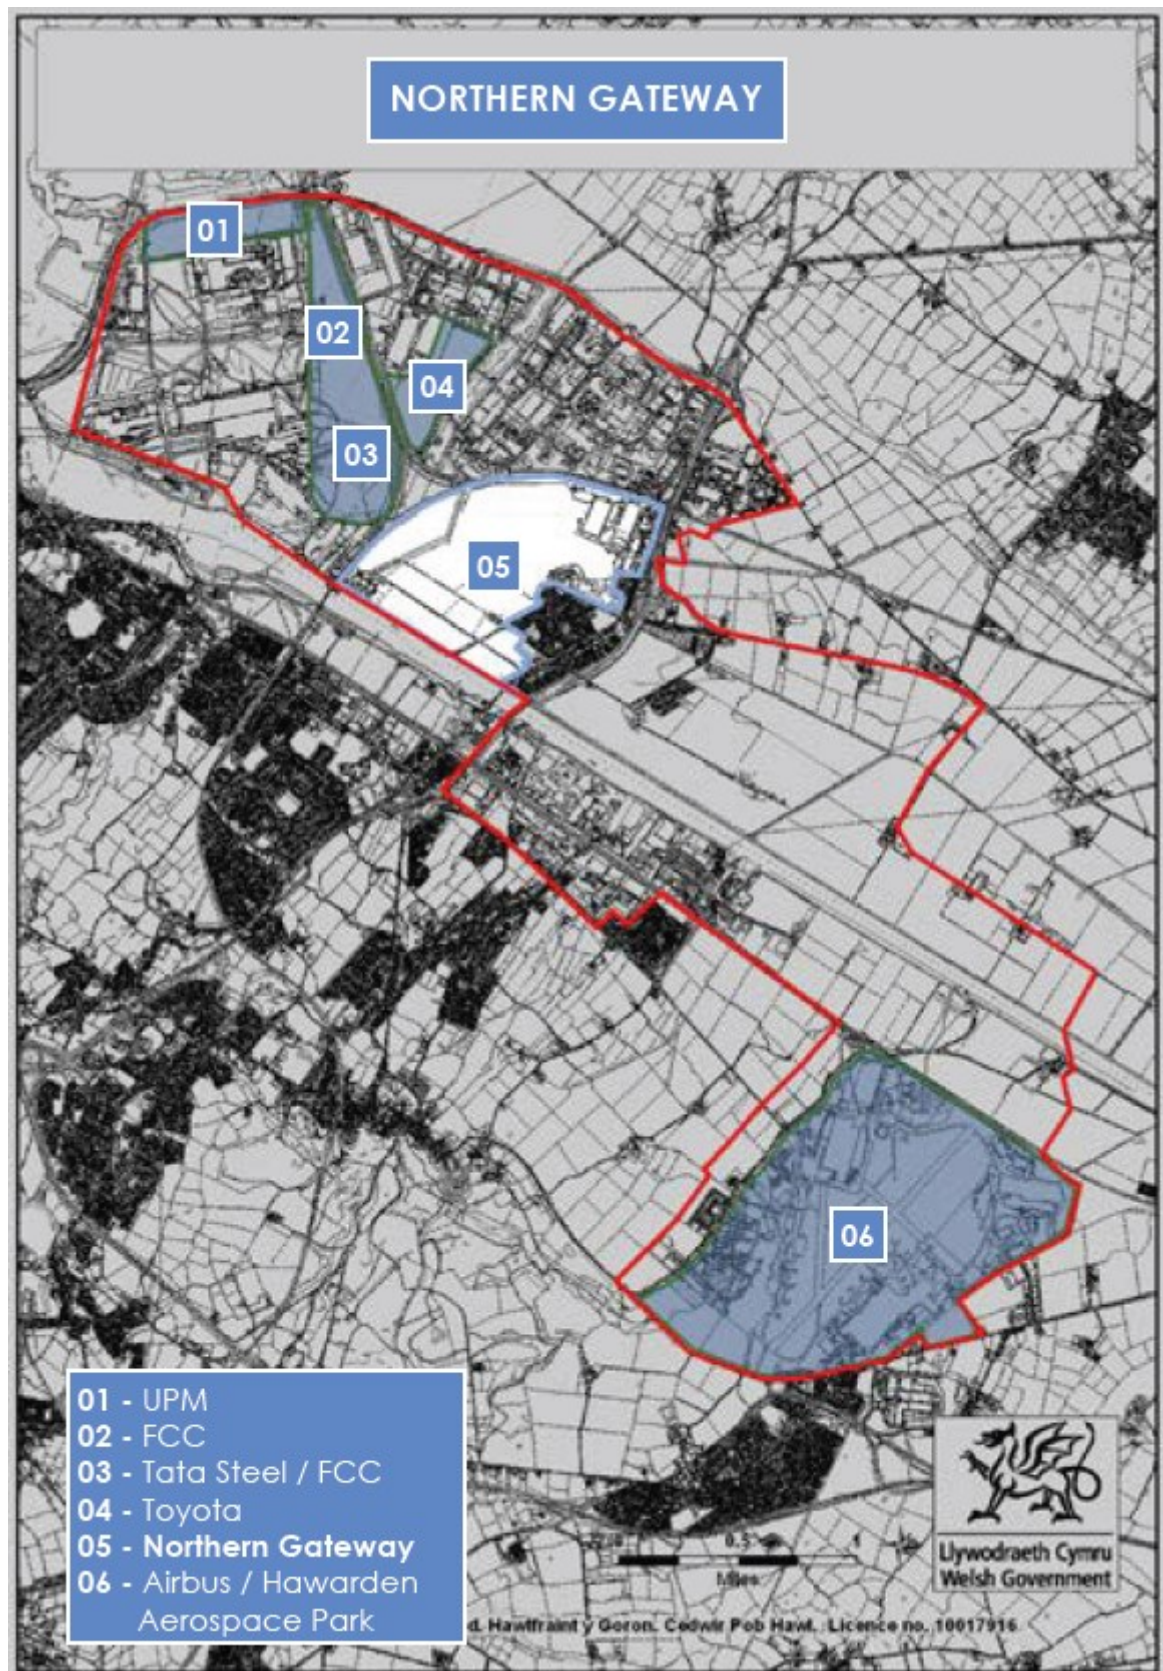 NORTHERN GATEWAY
01
02
04
03
05
06
01 - UPM
02 - FCC
03 - Tata Steel / FCC
04 - Toyota
05 - Northern Gateway
06 - Airbus / Hawarden
Aerospace Park
0.5
1
Miles
Llywodraeth Cymru
Welsh Government
Hawlfraint y Goron. Cedwir Pob Hawl. Licence no. 10017916